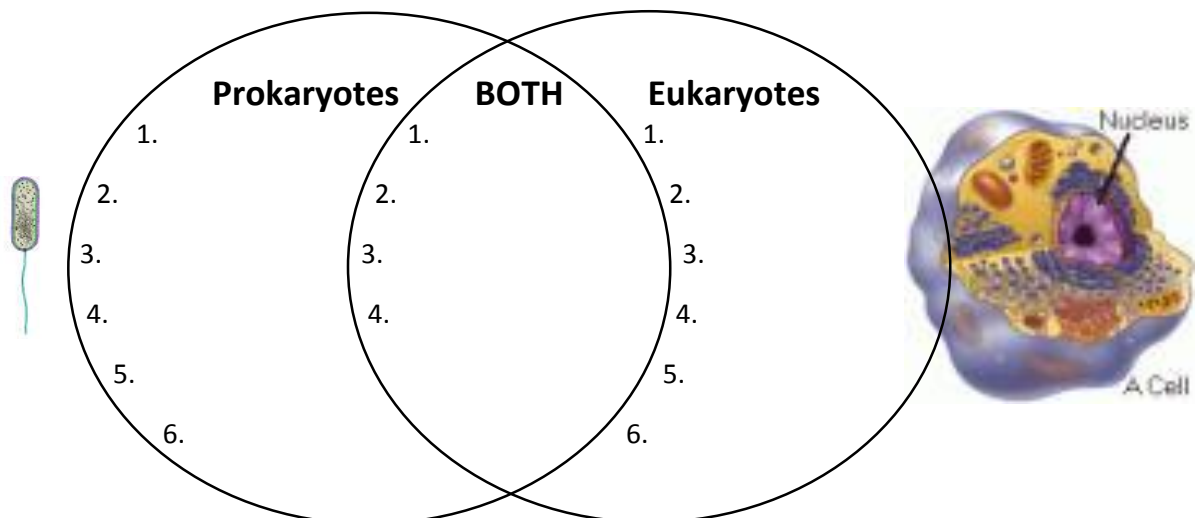 Prokaryotes BOTH Eukaryotes
Nucleus
1. 1. 1.
2. 2. 2.
3. 3. 3.
4. 4. 4.
5. 5.
A Cell
6. 6.